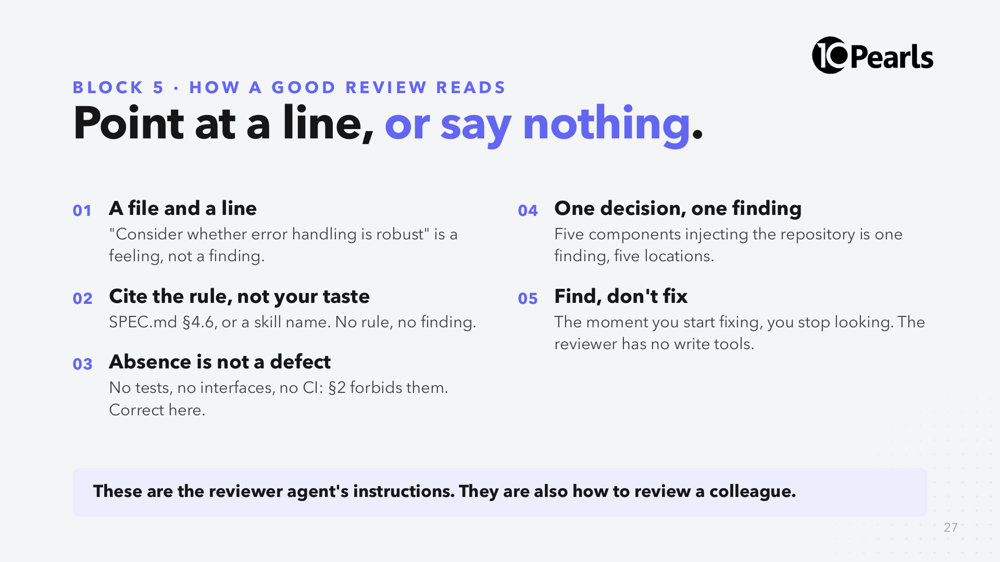 10Pearls
BLOCK 5 · HOW A GOOD REVIEW READS
Point at a line, or say nothing.
01 A file and a line
"Consider whether error handling is robust" is a
feeling, not a finding.
02 Cite the rule, not your taste
SPEC.md §4.6, or a skill name. No rule, no finding.
03 Absence is not a defect
No tests, no interfaces, no CI: §2 forbids them.
Correct here.
04 One decision, one finding
Five components injecting the repository is one
finding, five locations.
05 Find, don't fix
The moment you start fixing, you stop looking. The
reviewer has no write tools.
These are the reviewer agent's instructions. They are also how to review a colleague.
27